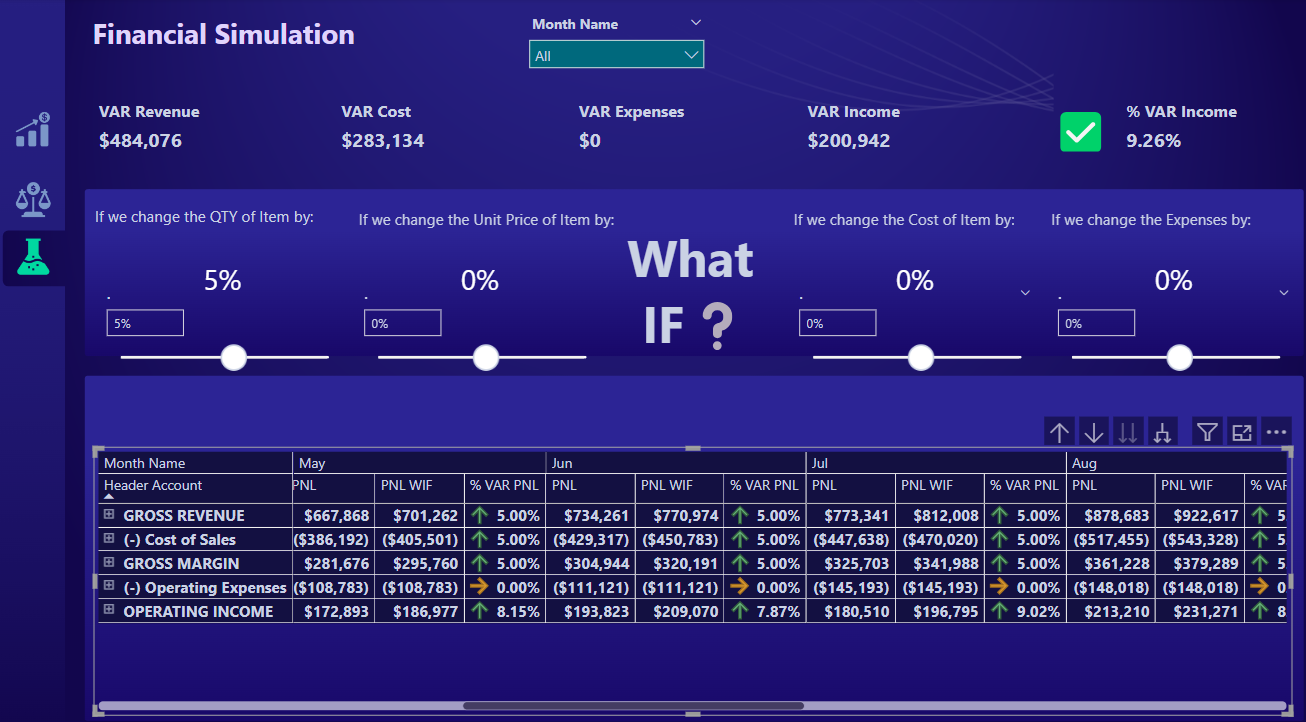 Financial Simulation
Month Name
All
VAR Revenue VAR Cost VAR Expenses VAR Income % VAR Income
$484,076 $283,134 $0 $200,942 9.26%
If we change the QTY of Item by: If we change the Unit Price of Item by: If we change the Cost of Item by: If we change the Expenses by:
What
5% 0% 0% 0%
IF ?
5% 0% 0% 0%
Month Name May Jun Jul Aug
Header Account PNL PNL WIF % VAR PNL PNL PNL WIF % VAR PNL PNL PNL WIF % VAR PNL PNL PNL WIF % VAR
GROSS REVENUE $667,868 $701,262 5.00% $734,261 $770,974 5.00% $773,341 $812,008 5.00% $878,683 $922,617 5
(-) Cost of Sales ($386,192) ($405,501) 5.00% ($429,317) ($450,783) 5.00% ($447,638) ($470,020) 5.00% ($517,455) ($543,328) 5
GROSS MARGIN $281,676 $295,760 5.00% $304,944 $320,191 5.00% $325,703 $341,988 5.00% $361,228 $379,289 5
(-) Operating Expenses ($108,783) ($108,783) 0.00% ($111,121) ($111,121) 0.00% ($145,193) ($145,193) 0.00% ($148,018) ($148,018) 0
OPERATING INCOME $172,893 $186,977 8.15% $193,823 $209,070 7.87% $180,510 $196,795 9.02% $213,210 $231,271 8